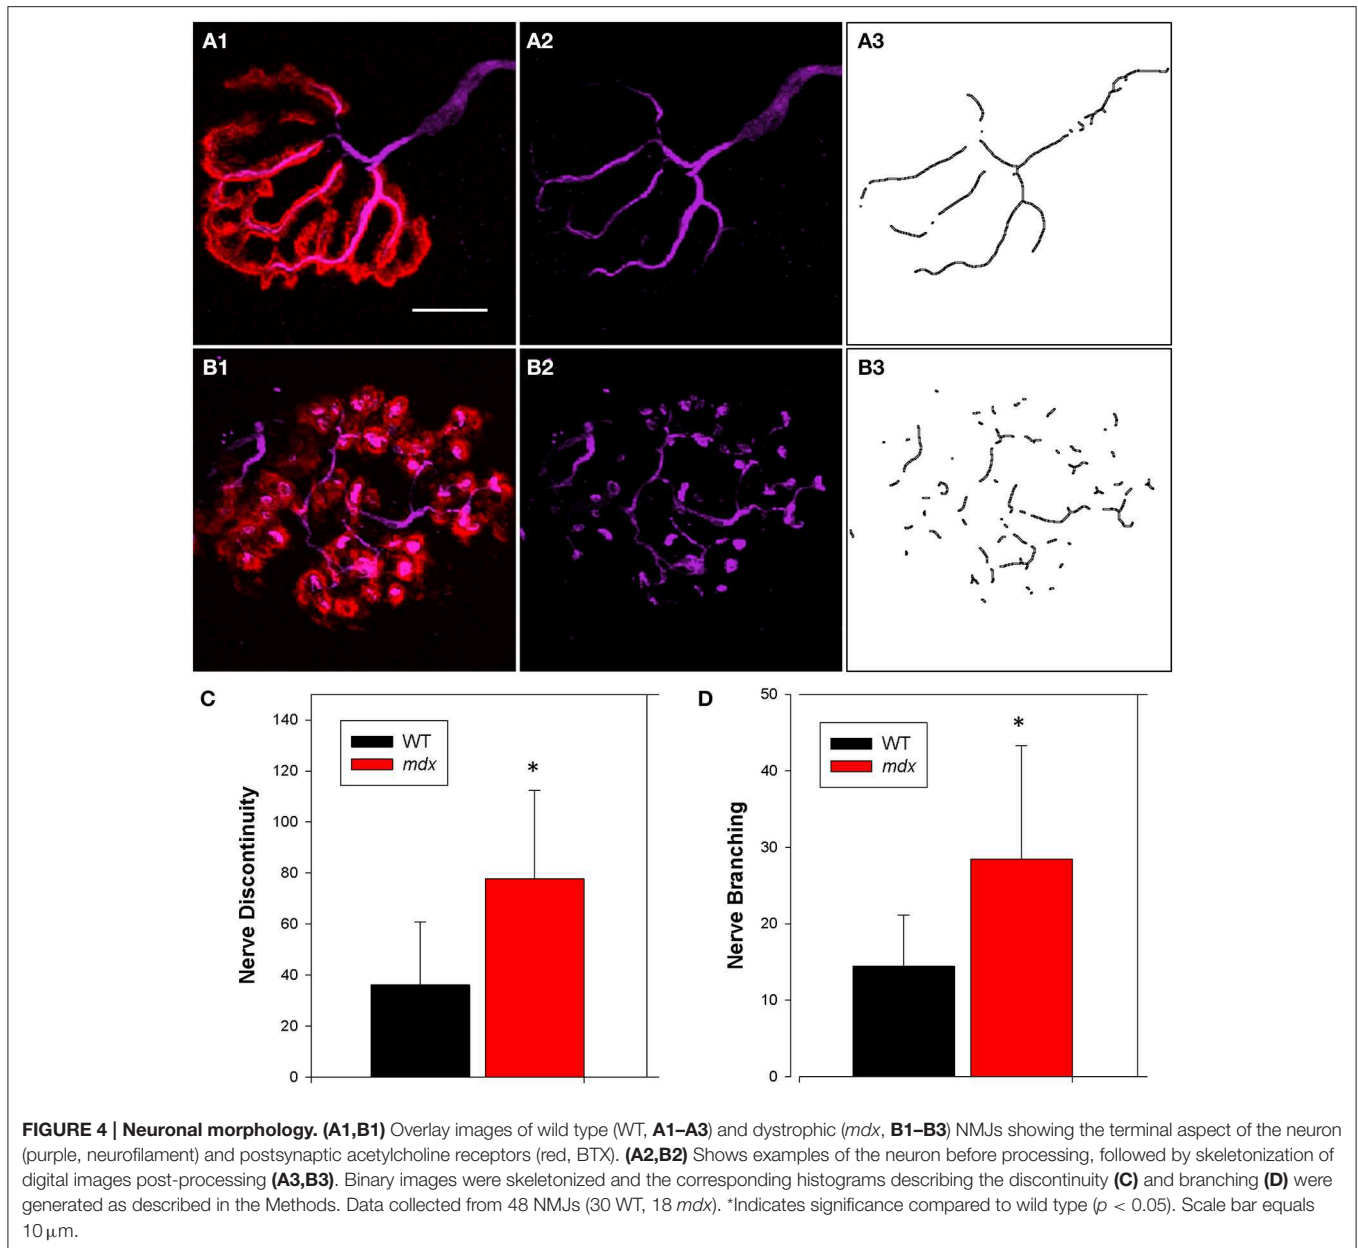 A1
A2
A3
B1
B2
B3
C
140
120
100
80
60
40
20
0
Nerve Discontinuity
WT
mdx
*
D
50
40
30
20
10
0
Nerve Branching
WT
mdx
*
FIGURE 4 | Neuronal morphology. (A1,B1) Overlay images of wild type (WT, A1–A3) and dystrophic (mdx, B1–B3) NMJs showing the terminal aspect of the neuron
(purple, neurofilament) and postsynaptic acetylcholine receptors (red, BTX). (A2,B2) Shows examples of the neuron before processing, followed by skeletonization of
digital images post-processing (A3,B3). Binary images were skeletonized and the corresponding histograms describing the discontinuity (C) and branching (D) were
generated as described in the Methods. Data collected from 48 NMJs (30 WT, 18 mdx). *Indicates significance compared to wild type (p < 0.05). Scale bar equals
10 μm.